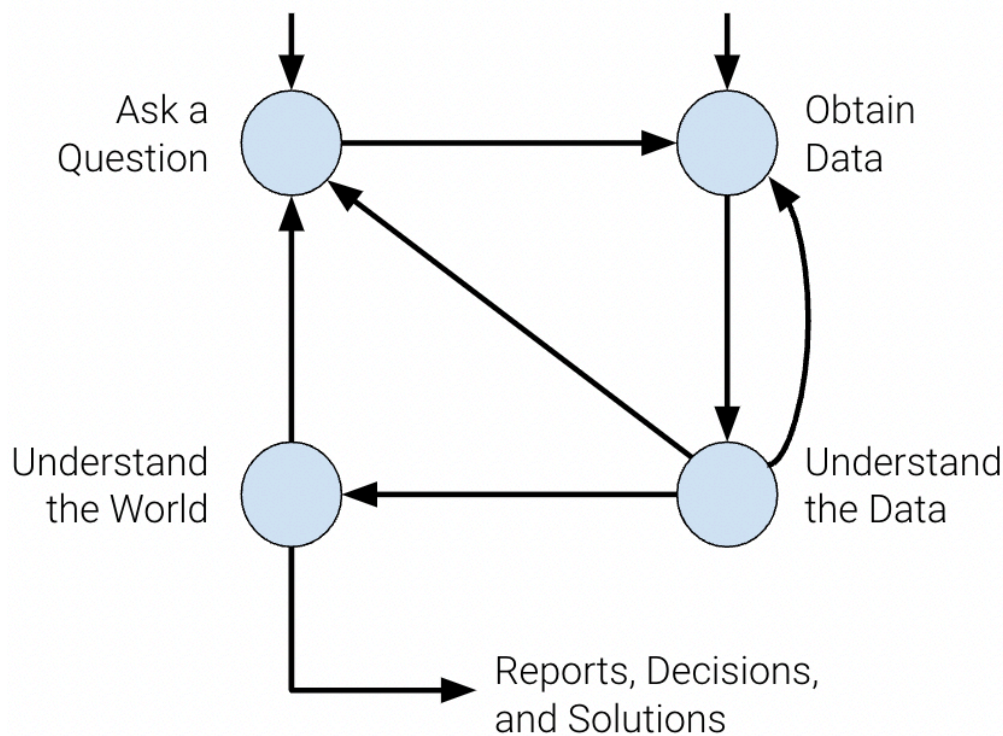 Ask a
Question
Obtain
Data
Understand
the World
Understand
the Data
Reports, Decisions,
and Solutions